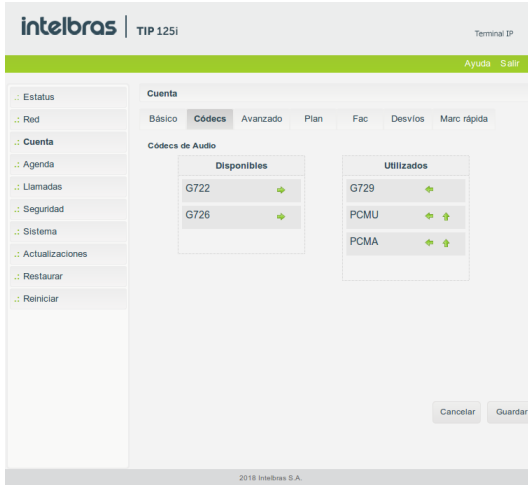 intelbras TIP 125i
Terminal IP
Ayuda Salir
.: Estatus
.: Red
.: Cuenta
.: Agenda
.: Llamadas
.: Seguridad
.: Sistema
.: Actualizaciones
.: Restaurar
.: Reiniciar
Cuenta
Básico Códecs Avanzado Plan Fac Desvíos Marc rápida
Códecs de Audio
Disponibles
G722
G726
Utilizados
G729
PCMU
PCMA
Cancelar Guardar
2018 Intelbras S.A.